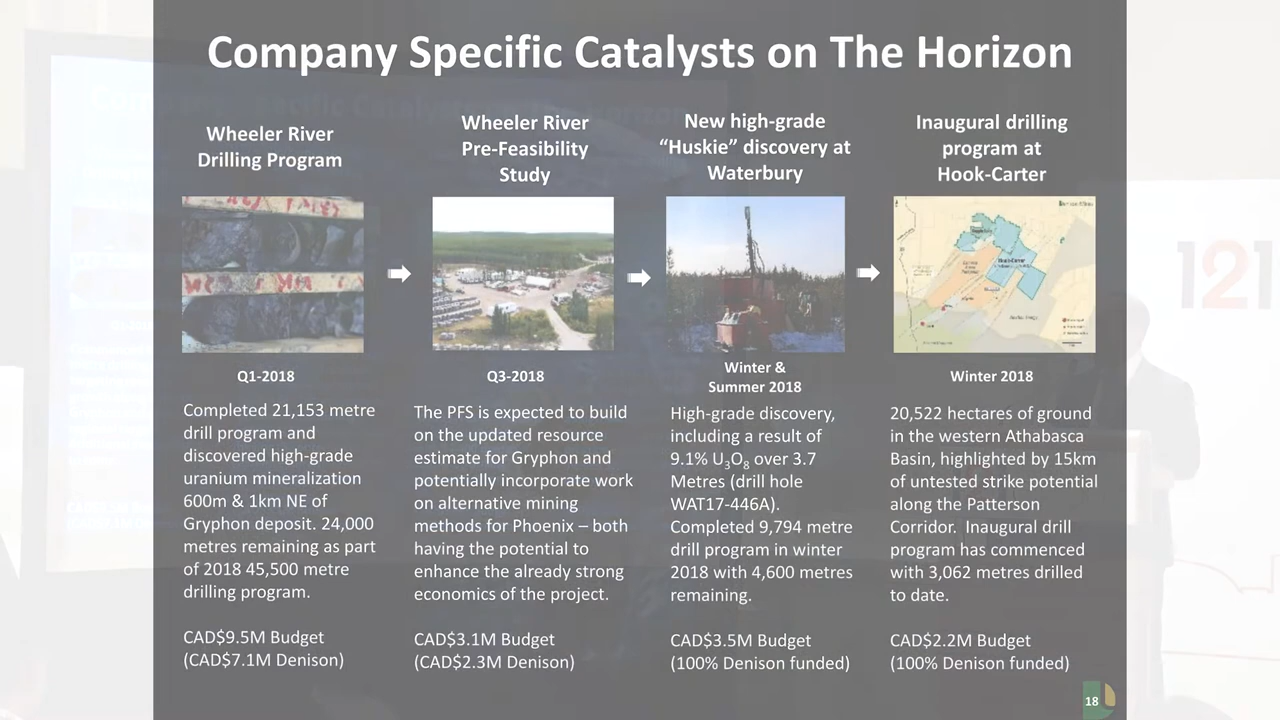 Company Specific Catalysts on The Horizon
Wheeler River
Drilling Program
Q1-2018
Completed 21,153 metre
drill program and
discovered high-grade
uranium mineralization
600m & 1km NE of
Gryphon deposit. 24,000
metres remaining as part
of 2018 45,500 metre
drilling program.
CAD$9.5M Budget
(CAD$7.1M Denison)
Wheeler River
Pre-Feasibility
Study
Q3-2018
The PFS is expected to build
on the updated resource
estimate for Gryphon and
potentially incorporate work
on alternative mining
methods for Phoenix – both
having the potential to
enhance the already strong
economics of the project.
CAD$3.1M Budget
(CAD$2.3M Denison)
New high-grade
“Huskie” discovery at
Waterbury
Winter &
Summer 2018
High-grade discovery,
including a result of
9.1% U₃O₈ over 3.7
Metres (drill hole
WAT17-446A).
Completed 9,794 metre
drill program in winter
2018 with 4,600 metres
remaining.
CAD$3.5M Budget
(100% Denison funded)
Inaugural drilling
program at
Hook-Carter
Winter 2018
20,522 hectares of ground
in the western Athabasca
Basin, highlighted by 15km
of untested strike potential
along the Patterson
Corridor. Inaugural drill
program has commenced
with 3,062 metres drilled
to date.
CAD$2.2M Budget
(100% Denison funded)
18
121